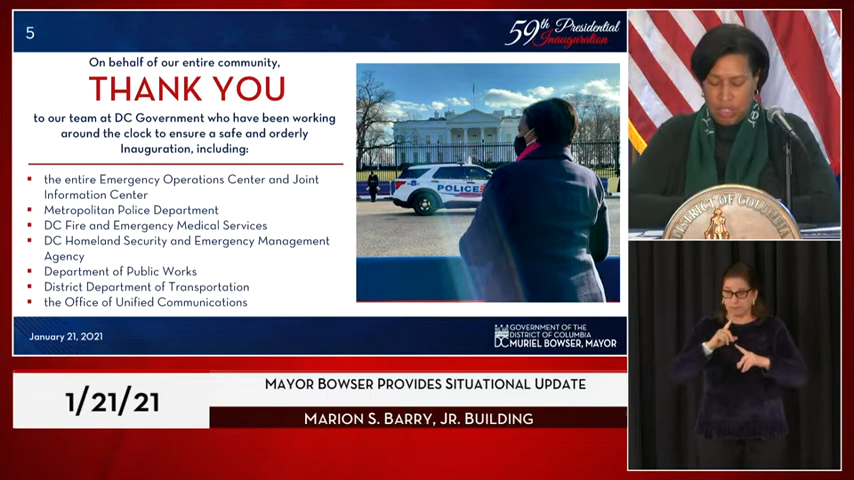 5
59th Presidential
Inauguration
On behalf of our entire community,
THANK YOU
to our team at DC Government who have been working
around the clock to ensure a safe and orderly
Inauguration, including:
the entire Emergency Operations Center and Joint
Information Center
Metropolitan Police Department
DC Fire and Emergency Medical Services
DC Homeland Security and Emergency Management
Agency
Department of Public Works
District Department of Transportation
the Office of Unified Communications
POLICE
January 21, 2021
GOVERNMENT OF THE
DISTRICT OF COLUMBIA
DC MURIEL BOWSER, MAYOR
DISTRICT OF COLUMBIA
1/21/21
MAYOR BOWSER PROVIDES SITUATIONAL UPDATE
MARION S. BARRY, JR. BUILDING